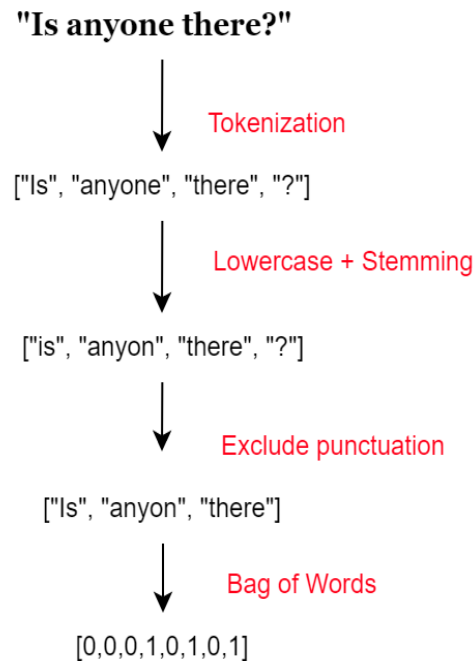 "Is anyone there?"
Tokenization
["Is", "anyone", "there", "?"]
Lowercase + Stemming
["is", "anyon", "there", "?"]
Exclude punctuation
["Is", "anyon", "there"]
Bag of Words
[0,0,0,1,0,1,0,1]